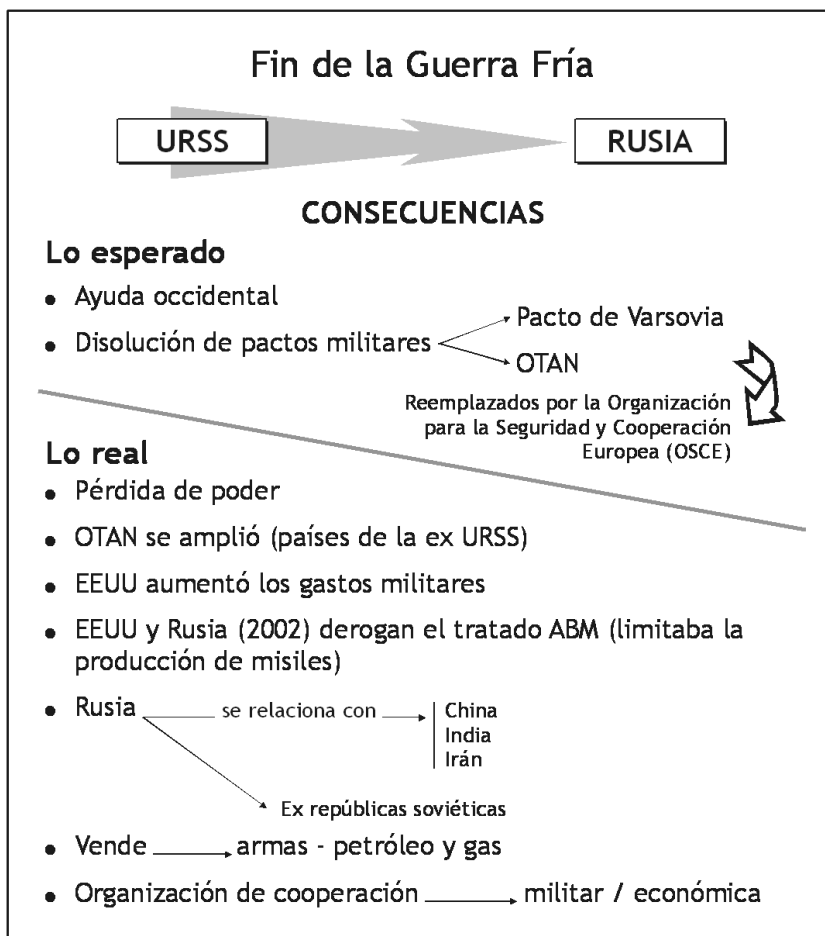 Fin de la Guerra Fría
URSS
RUSIA
CONSECUENCIAS
Lo esperado
• Ayuda occidental
• Disolución de pactos militares
Pacto de Varsovia
OTAN
Reemplazados por la Organización
para la Seguridad y Cooperación
Europea (OSCE)
Lo real
• Pérdida de poder
• OTAN se amplió (países de la ex URSS)
• EEUU aumentó los gastos militares
• EEUU y Rusia (2002) derogan el tratado ABM (limitaba la
producción de misiles)
• Rusia se relaciona con China
India
Irán
Ex repúblicas soviéticas
• Vende armas - petróleo y gas
• Organización de cooperación militar / económica